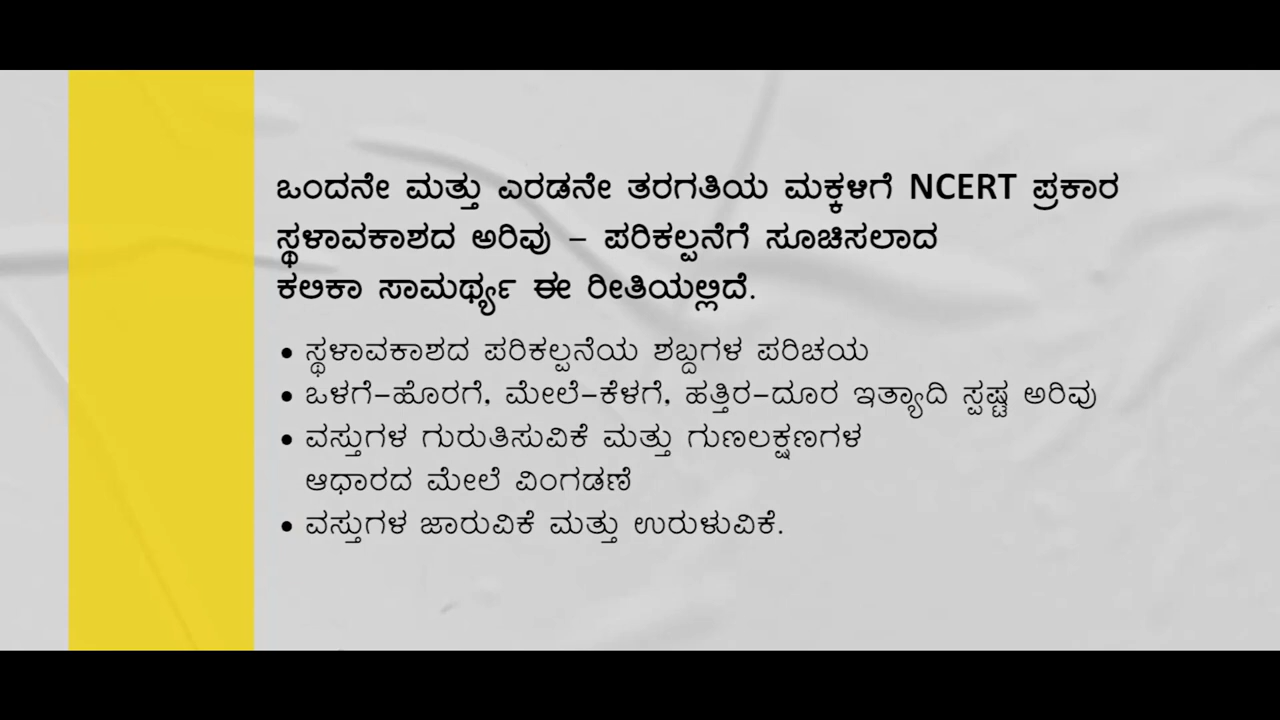 ಒಂದನೇ ಮತ್ತು ಎರಡನೇ ತರಗತಿಯ ಮಕ್ಕಳಿಗೆ NCERT ಪ್ರಕಾರ
ಸ್ಥಳಾವಕಾಶದ ಅರಿವು – ಪರಿಕಲ್ಪನೆಗೆ ಸೂಚಿಸಲಾದ
ಕಲಿಕಾ ಸಾಮರ್ಥ್ಯ ಈ ರೀತಿಯಲ್ಲಿದೆ.
• ಸ್ಥಳಾವಕಾಶದ ಪರಿಕಲ್ಪನೆಯ ಶಬ್ದಗಳ ಪರಿಚಯ
• ಒಳಗೆ–ಹೊರಗೆ, ಮೇಲೆ–ಕೆಳಗೆ, ಹತ್ತಿರ–ದೂರ ಇತ್ಯಾದಿ ಸ್ಪಷ್ಟ ಅರಿವು
• ವಸ್ತುಗಳ ಗುರುತಿಸುವಿಕೆ ಮತ್ತು ಗುಣಲಕ್ಷಣಗಳ
ಆಧಾರದ ಮೇಲೆ ವಿಂಗಡಣೆ
• ವಸ್ತುಗಳ ಜಾರುವಿಕೆ ಮತ್ತು ಉರುಳುವಿಕೆ.